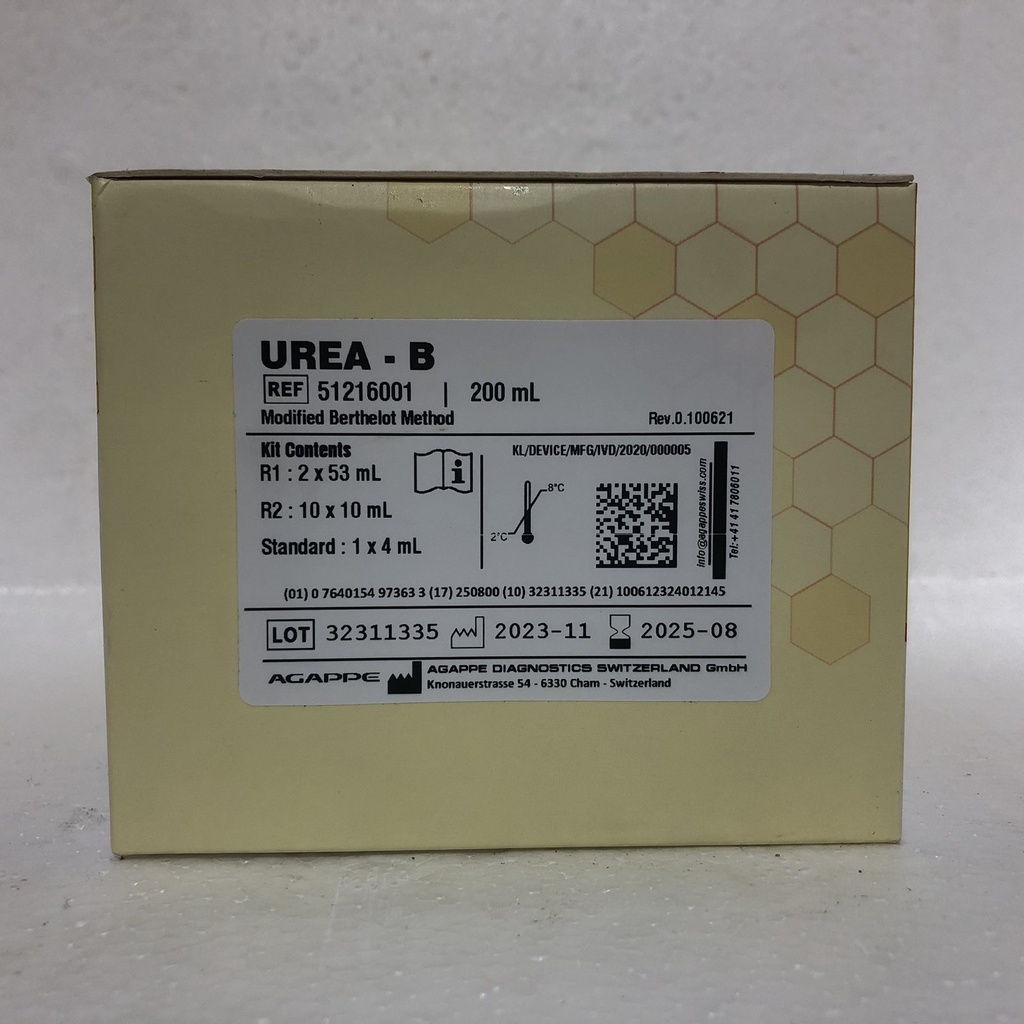 UREA - B
REF 51216001 | 200 mL
Modified Berthelot Method Rev.0.100621
Kit Contents
R1 : 2 x 53 mL
R2 : 10 x 10 mL
Standard : 1 x 4 mL
KL/DEVICE/MFG/IVD/2020/000005
8°C
2°C
info@agappeswiss.com
Tel:+41 41 7806011
(01) 0 7640154 97363 3 (17) 250800 (10) 32311335 (21) 100612324012145
LOT 32311335 2023-11 2025-08
AGAPPE AGAPPE DIAGNOSTICS SWITZERLAND GmbH
Knonauerstrasse 54 - 6330 Cham - Switzerland